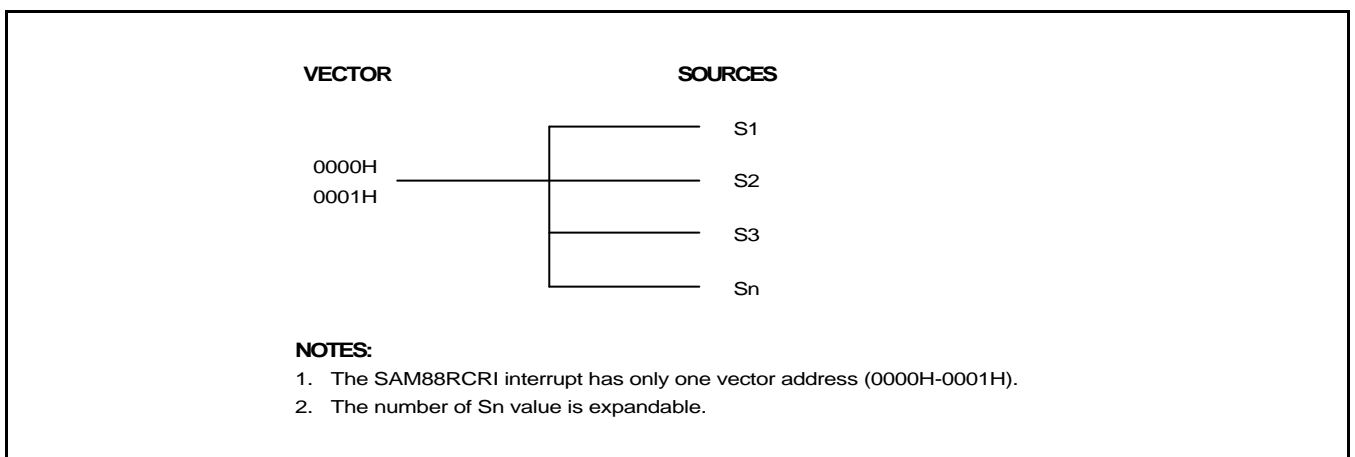 VECTOR SOURCES
S1
0000H
S2
0001H
S3
Sn
NOTES:
1. The SAM88RCRI interrupt has only one vector address (0000H-0001H).
2. The number of Sn value is expandable.